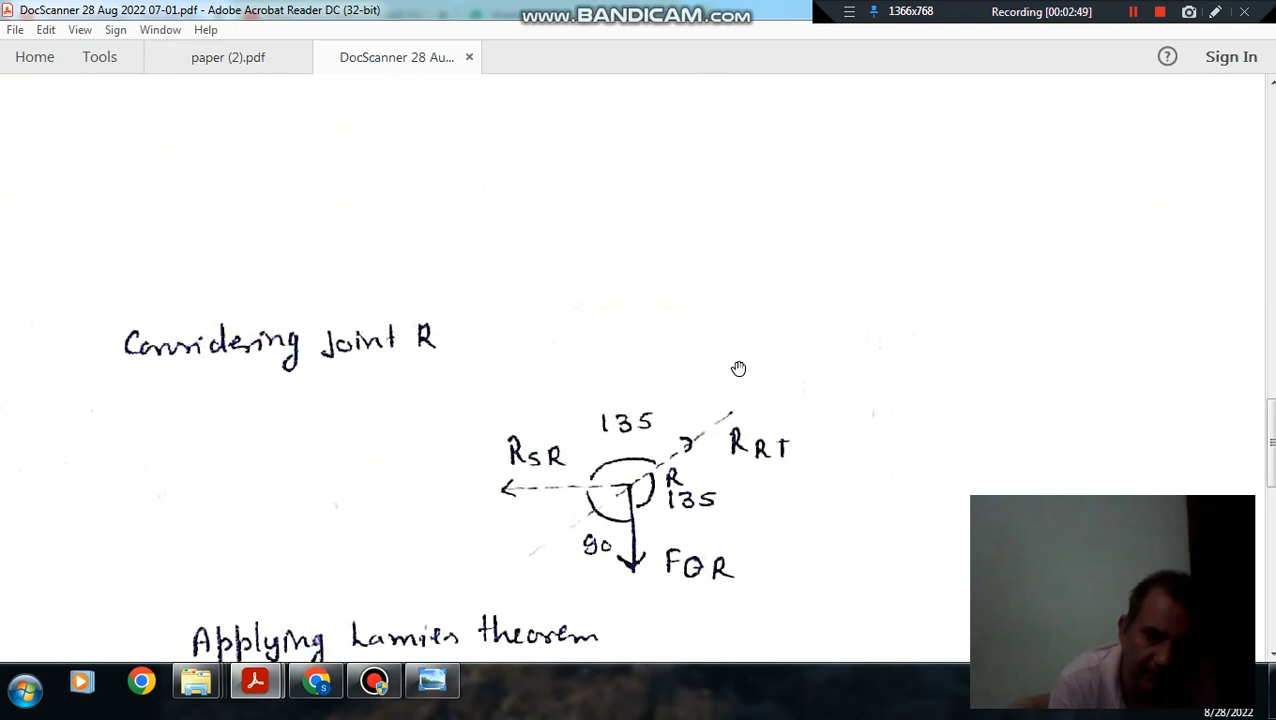 DocScanner 28 Aug 2022 07-01.pdf - Adobe Acrobat Reader DC (32-bit)
www.BANDICAM.com
1366x768
Recording [00:02:49]
File Edit View Sign Window Help
Home Tools paper (2).pdf DocScanner 28 Au... × Sign In
Considering Joint R
135
RSR
RRT
R
135
90
FQR
Applying Lamies theorem
8/28/2022